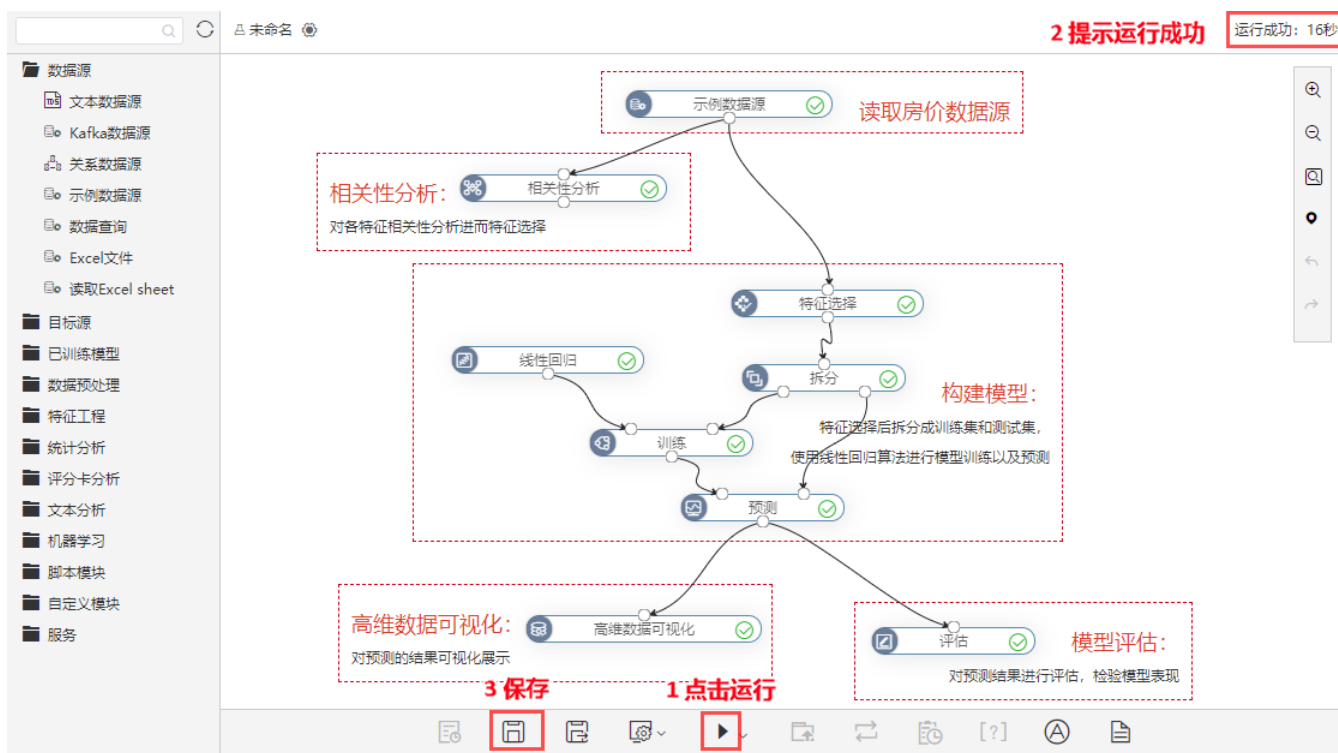 未命名
2 提示运行成功
运行成功：16秒
数据源
文本数据源
Kafka数据源
关系数据源
示例数据源
数据查询
Excel文件
读取Excel sheet
目标源
已训练模型
数据预处理
特征工程
统计分析
评分卡分析
文本分析
机器学习
脚本模块
自定义模块
服务
示例数据源
读取房价数据源
相关性分析：
相关性分析
对各特征相关性分析进而特征选择
特征选择
线性回归
拆分
构建模型：
特征选择后拆分成训练集和测试集，
训练
使用线性回归算法进行模型训练以及预测
预测
高维数据可视化：
高维数据可视化
对预测的结果可视化展示
评估
模型评估：
对预测结果进行评估，检验模型表现
3 保存
1 点击运行
[?]